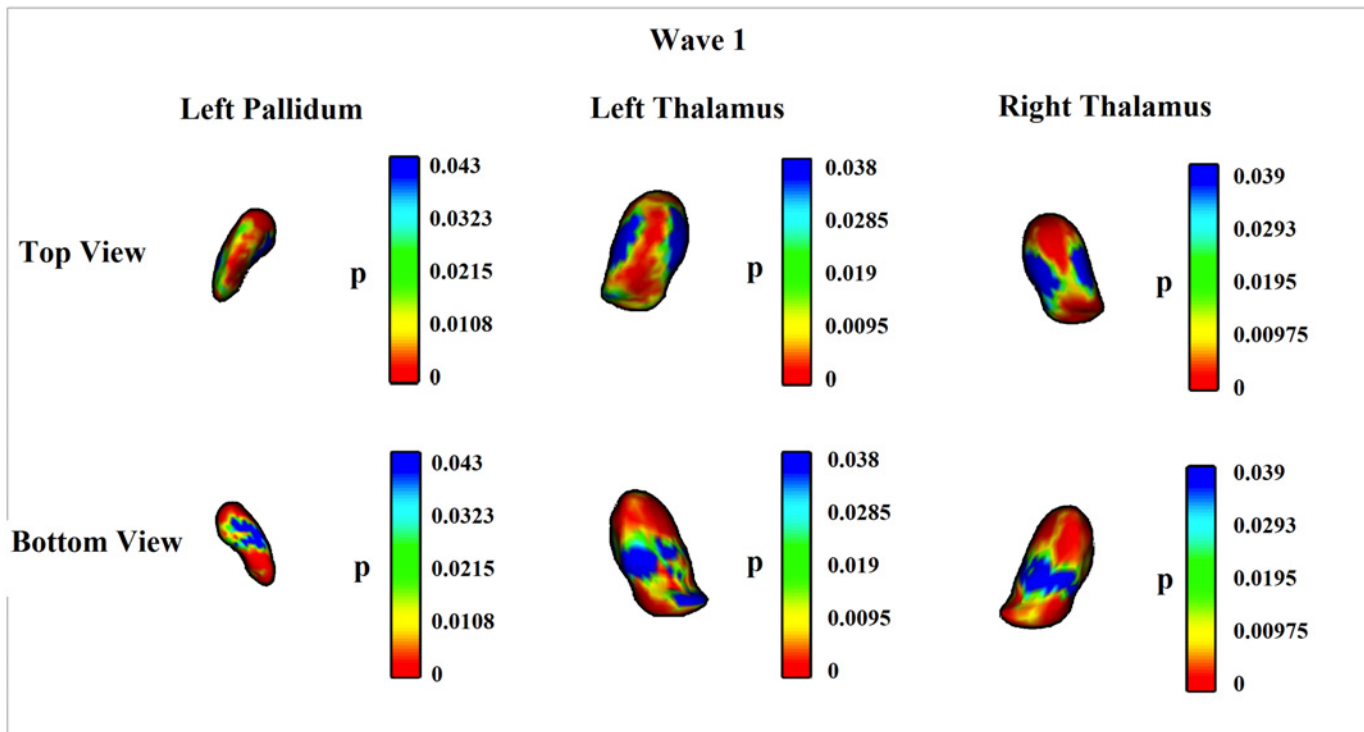 Wave 1
Left Pallidum
Left Thalamus
Right Thalamus
Top View
p
0.043
0.0323
0.0215
0.0108
0
p
0.038
0.0285
0.019
0.0095
0
p
0.039
0.0293
0.0195
0.00975
0
Bottom View
p
0.043
0.0323
0.0215
0.0108
0
p
0.038
0.0285
0.019
0.0095
0
p
0.039
0.0293
0.0195
0.00975
0